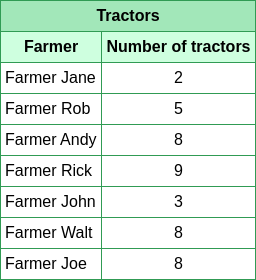 Tractors
Farmer Number of tractors
Farmer Jane 2
Farmer Rob 5
Farmer Andy 8
Farmer Rick 9
Farmer John 3
Farmer Walt 8
Farmer Joe 8